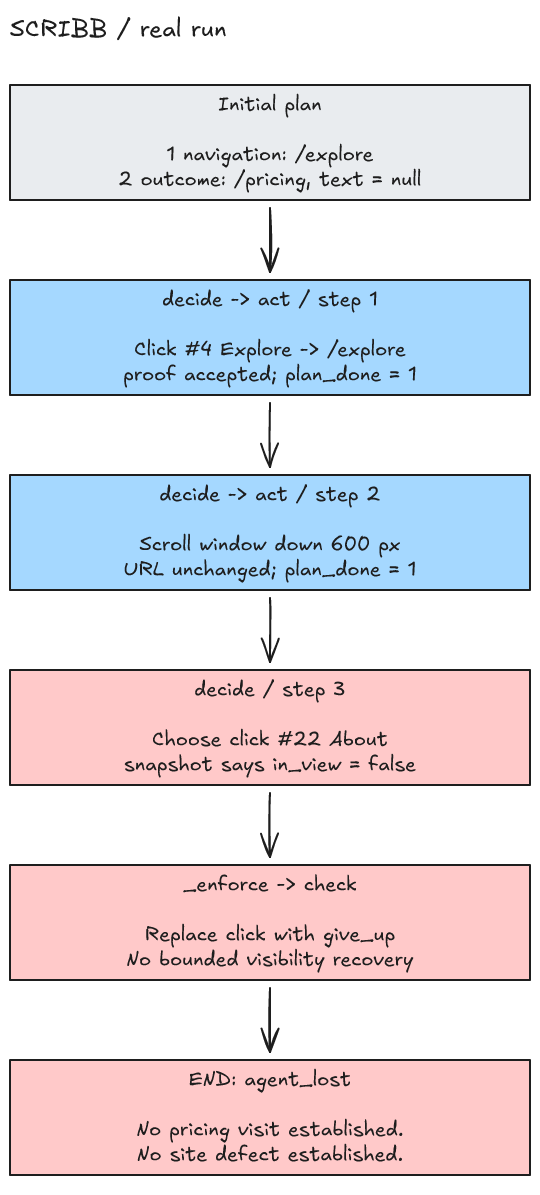 SCRIBB / real run
Initial plan
1 navigation: /explore
2 outcome: /pricing, text = null
decide -> act / step 1
Click #4 Explore -> /explore
proof accepted; plan_done = 1
decide -> act / step 2
Scroll window down 600 px
URL unchanged; plan_done = 1
decide / step 3
Choose click #22 About
snapshot says in_view = false
_enforce -> check
Replace click with give_up
No bounded visibility recovery
END: agent_lost
No pricing visit established.
No site defect established.